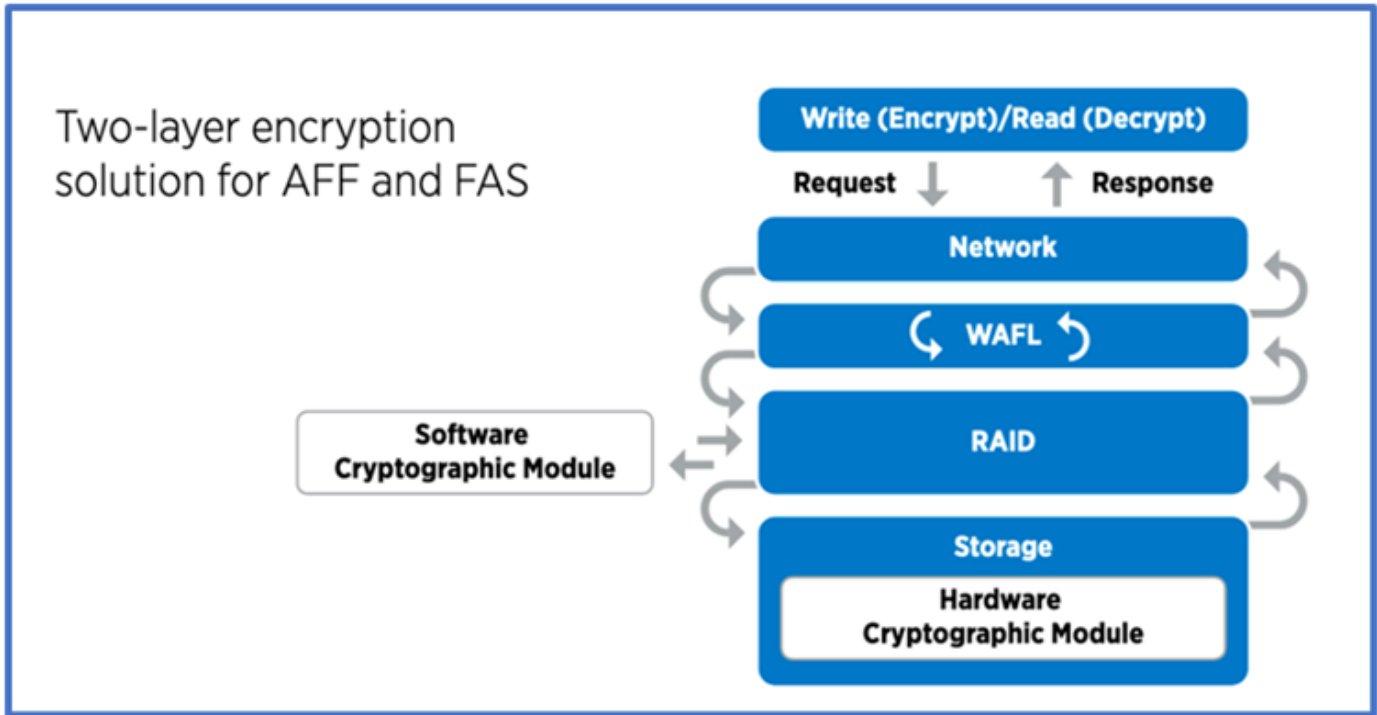 Two-layer encryption
solution for AFF and FAS
Write (Encrypt)/Read (Decrypt)
Request
Response
Network
WAFL
RAID
Software
Cryptographic Module
Storage
Hardware
Cryptographic Module